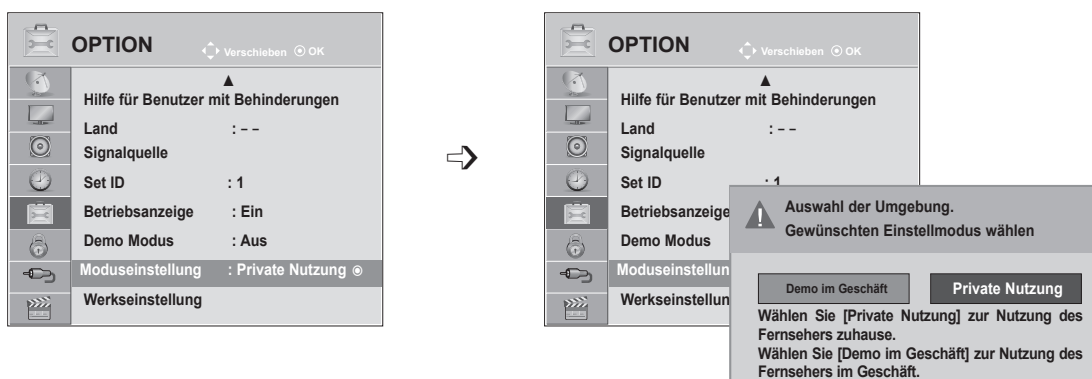 OPTION
Verschieben OK
Hilfe für Benutzer mit Behinderungen
Land : – –
Signalquelle
Set ID : 1
Betriebsanzeige : Ein
Demo Modus : Aus
Moduseinstellung : Private Nutzung
Werkseinstellung
OPTION
Verschieben OK
Hilfe für Benutzer mit Behinderungen
Land : – –
Signalquelle
Set ID : 1
Betriebsanzeige
Demo Modus
Moduseinstellun
Werkseinstellun
Auswahl der Umgebung.
Gewünschten Einstellmodus wählen
Demo im Geschäft Private Nutzung
Wählen Sie [Private Nutzung] zur Nutzung des
Fernsehers zuhause.
Wählen Sie [Demo im Geschäft] zur Nutzung des
Fernsehers im Geschäft.